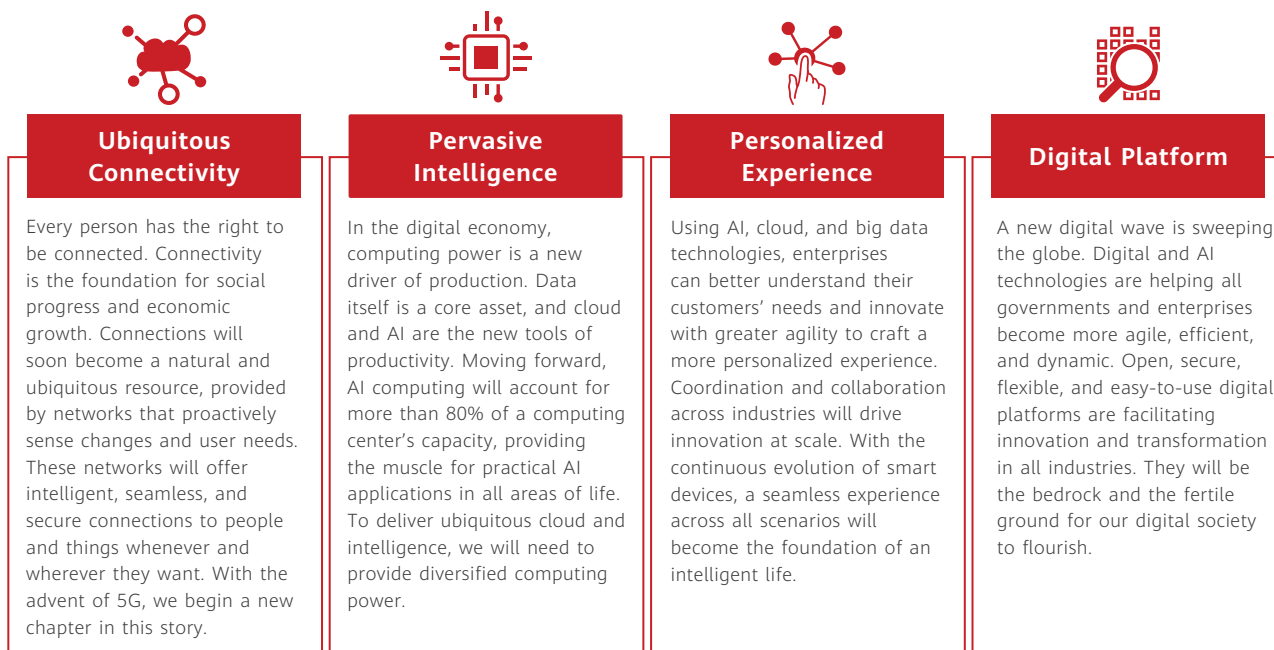 Ubiquitous
Connectivity
Every person has the right to
be connected. Connectivity
is the foundation for social
progress and economic
growth. Connections will
soon become a natural and
ubiquitous resource, provided
by networks that proactively
sense changes and user needs.
These networks will offer
intelligent, seamless, and
secure connections to people
and things whenever and
wherever they want. With the
advent of 5G, we begin a new
chapter in this story.
Pervasive
Intelligence
In the digital economy,
computing power is a new
driver of production. Data
itself is a core asset, and cloud
and AI are the new tools of
productivity. Moving forward,
AI computing will account for
more than 80% of a computing
center’s capacity, providing
the muscle for practical AI
applications in all areas of life.
To deliver ubiquitous cloud and
intelligence, we will need to
provide diversified computing
power.
Personalized
Experience
Using AI, cloud, and big data
technologies, enterprises
can better understand their
customers’ needs and innovate
with greater agility to craft a
more personalized experience.
Coordination and collaboration
across industries will drive
innovation at scale. With the
continuous evolution of smart
devices, a seamless experience
across all scenarios will
become the foundation of an
intelligent life.
Digital Platform
A new digital wave is sweeping
the globe. Digital and AI
technologies are helping all
governments and enterprises
become more agile, efficient,
and dynamic. Open, secure,
flexible, and easy-to-use digital
platforms are facilitating
innovation and transformation
in all industries. They will be
the bedrock and the fertile
ground for our digital society
to flourish.